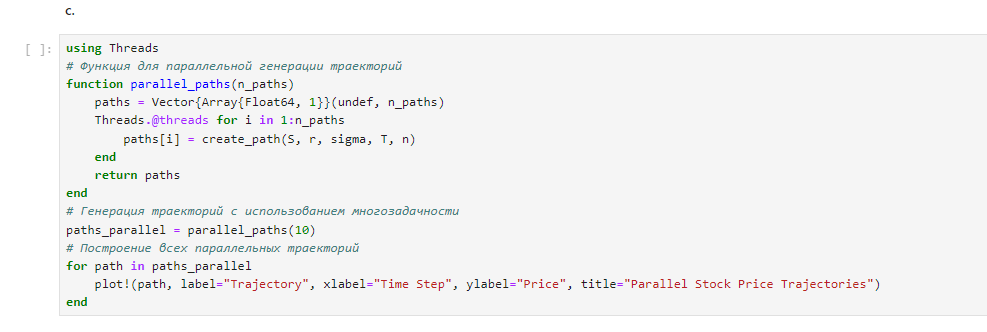 c.
[ ]:
using Threads
# Функция для параллельной генерации траекторий
function parallel_paths(n_paths)
    paths = Vector{Array{Float64, 1}}(undef, n_paths)
    Threads.@threads for i in 1:n_paths
        paths[i] = create_path(S, r, sigma, T, n)
    end
    return paths
end
# Генерация траекторий с использованием многозадачности
paths_parallel = parallel_paths(10)
# Построение всех параллельных траекторий
for path in paths_parallel
    plot!(path, label="Trajectory", xlabel="Time Step", ylabel="Price", title="Parallel Stock Price Trajectories")
end